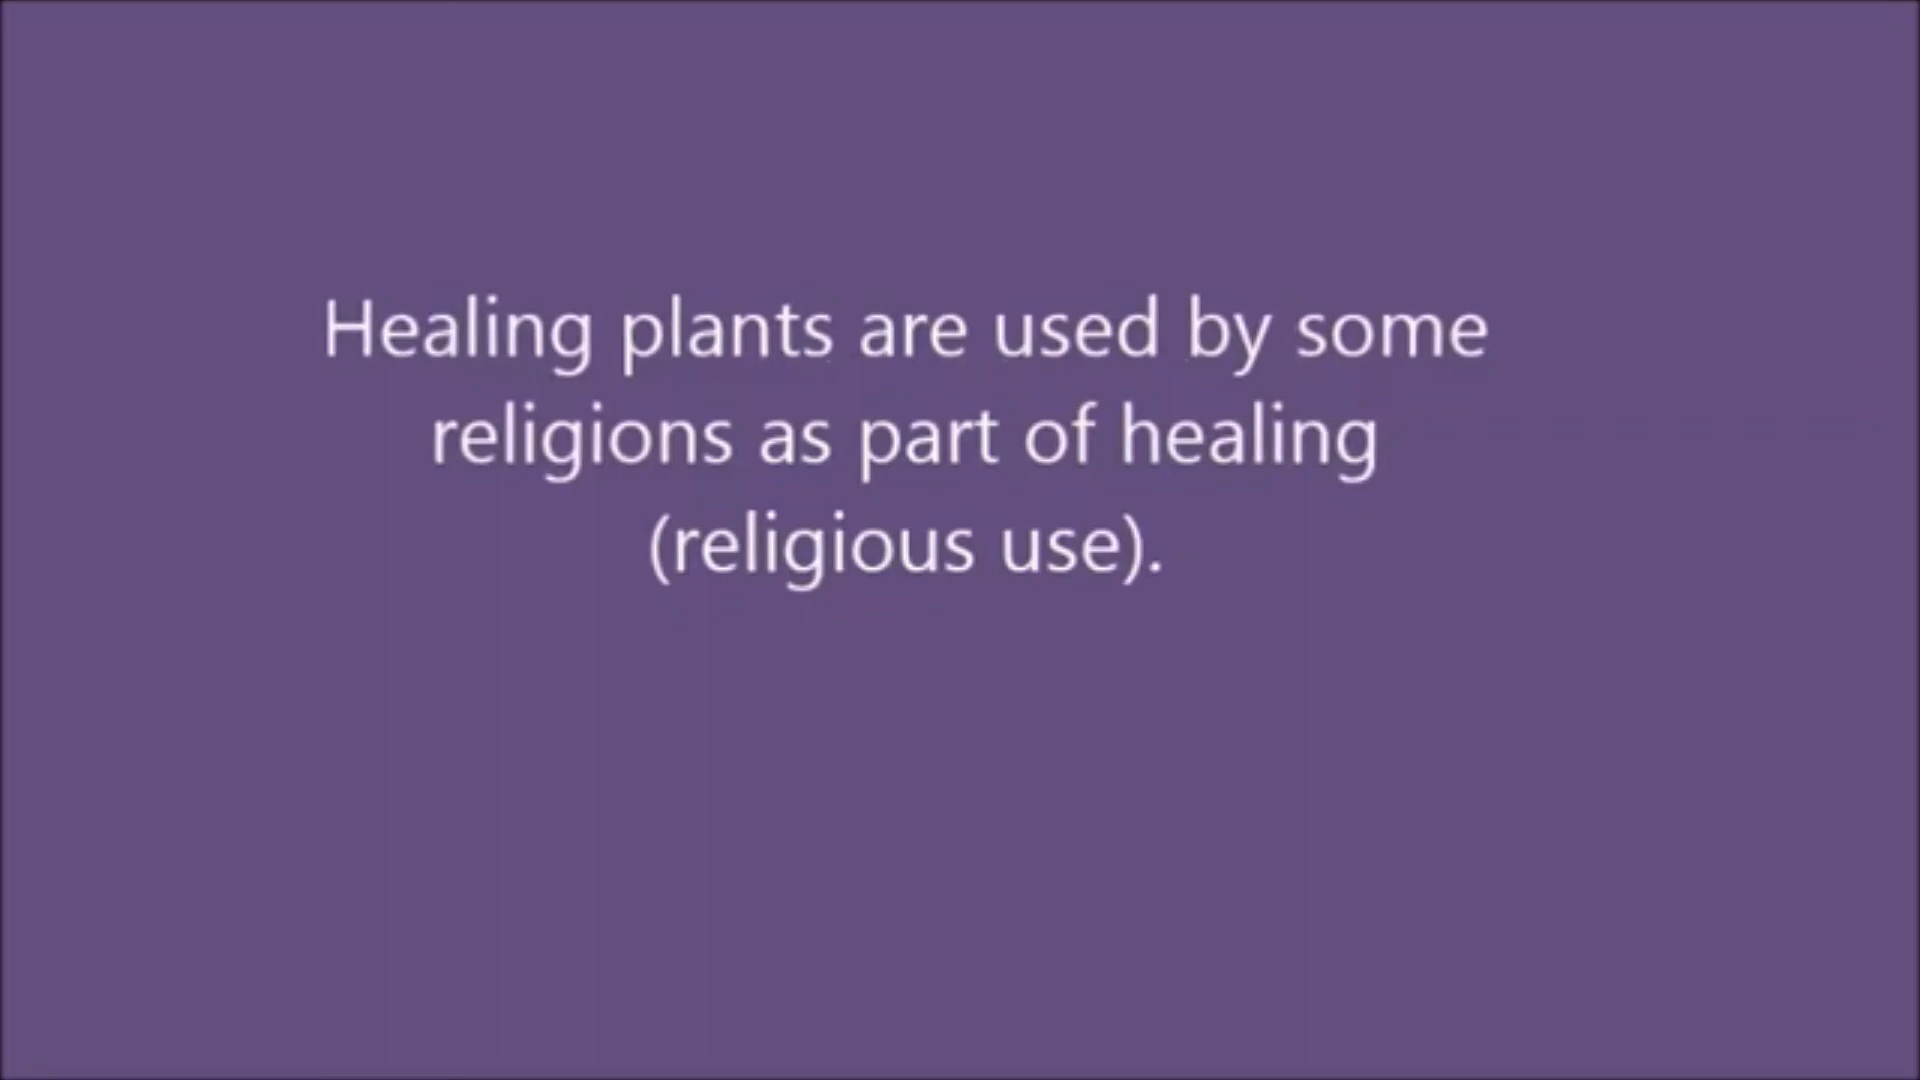 Healing plants are used by some
religions as part of healing
(religious use).